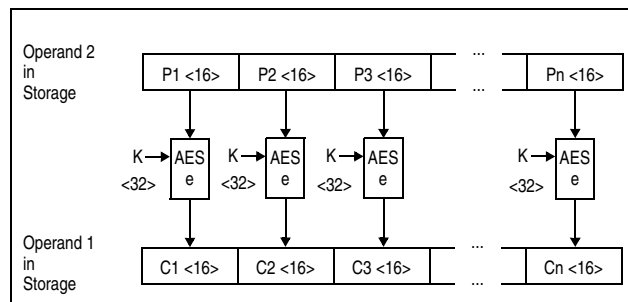 Operand 2
in
Storage
P1 <16> P2 <16> P3 <16> ... ... Pn <16>
K AES e <32> K AES e <32> K AES e <32> K AES e <32>
Operand 1
in
Storage
C1 <16> C2 <16> C3 <16> ... ... Cn <16>